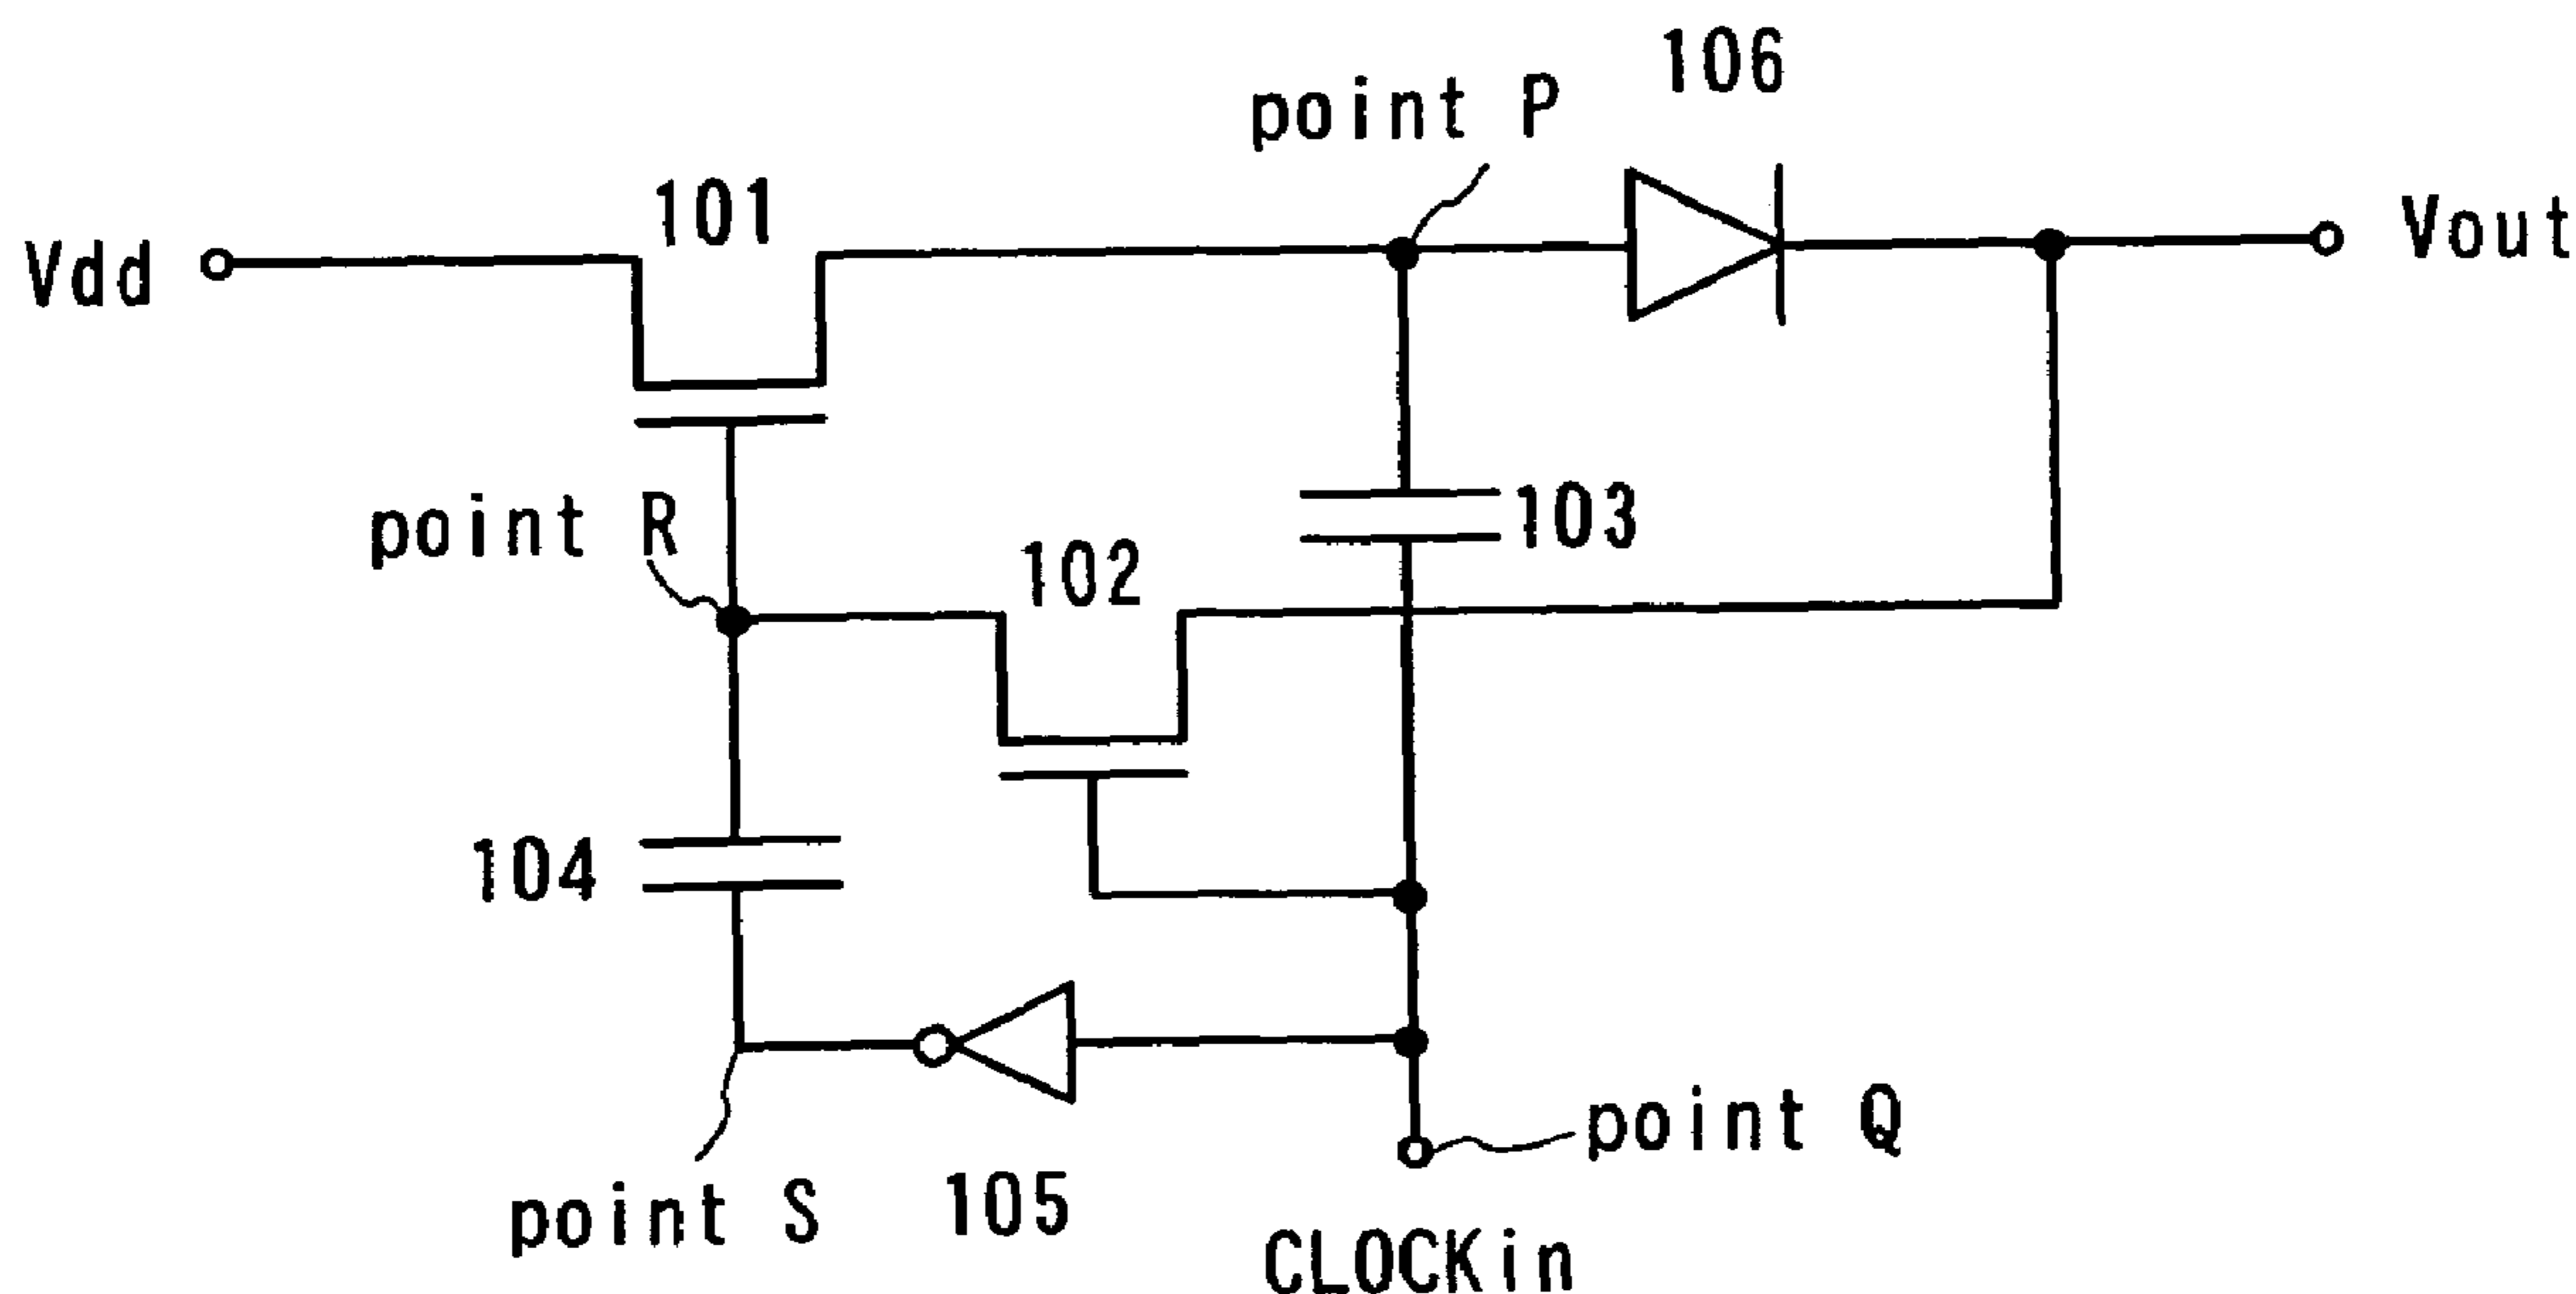 106
point P
101
Vdd
Vout
point R
103
102
104
point Q
point S
105
CLOCKin